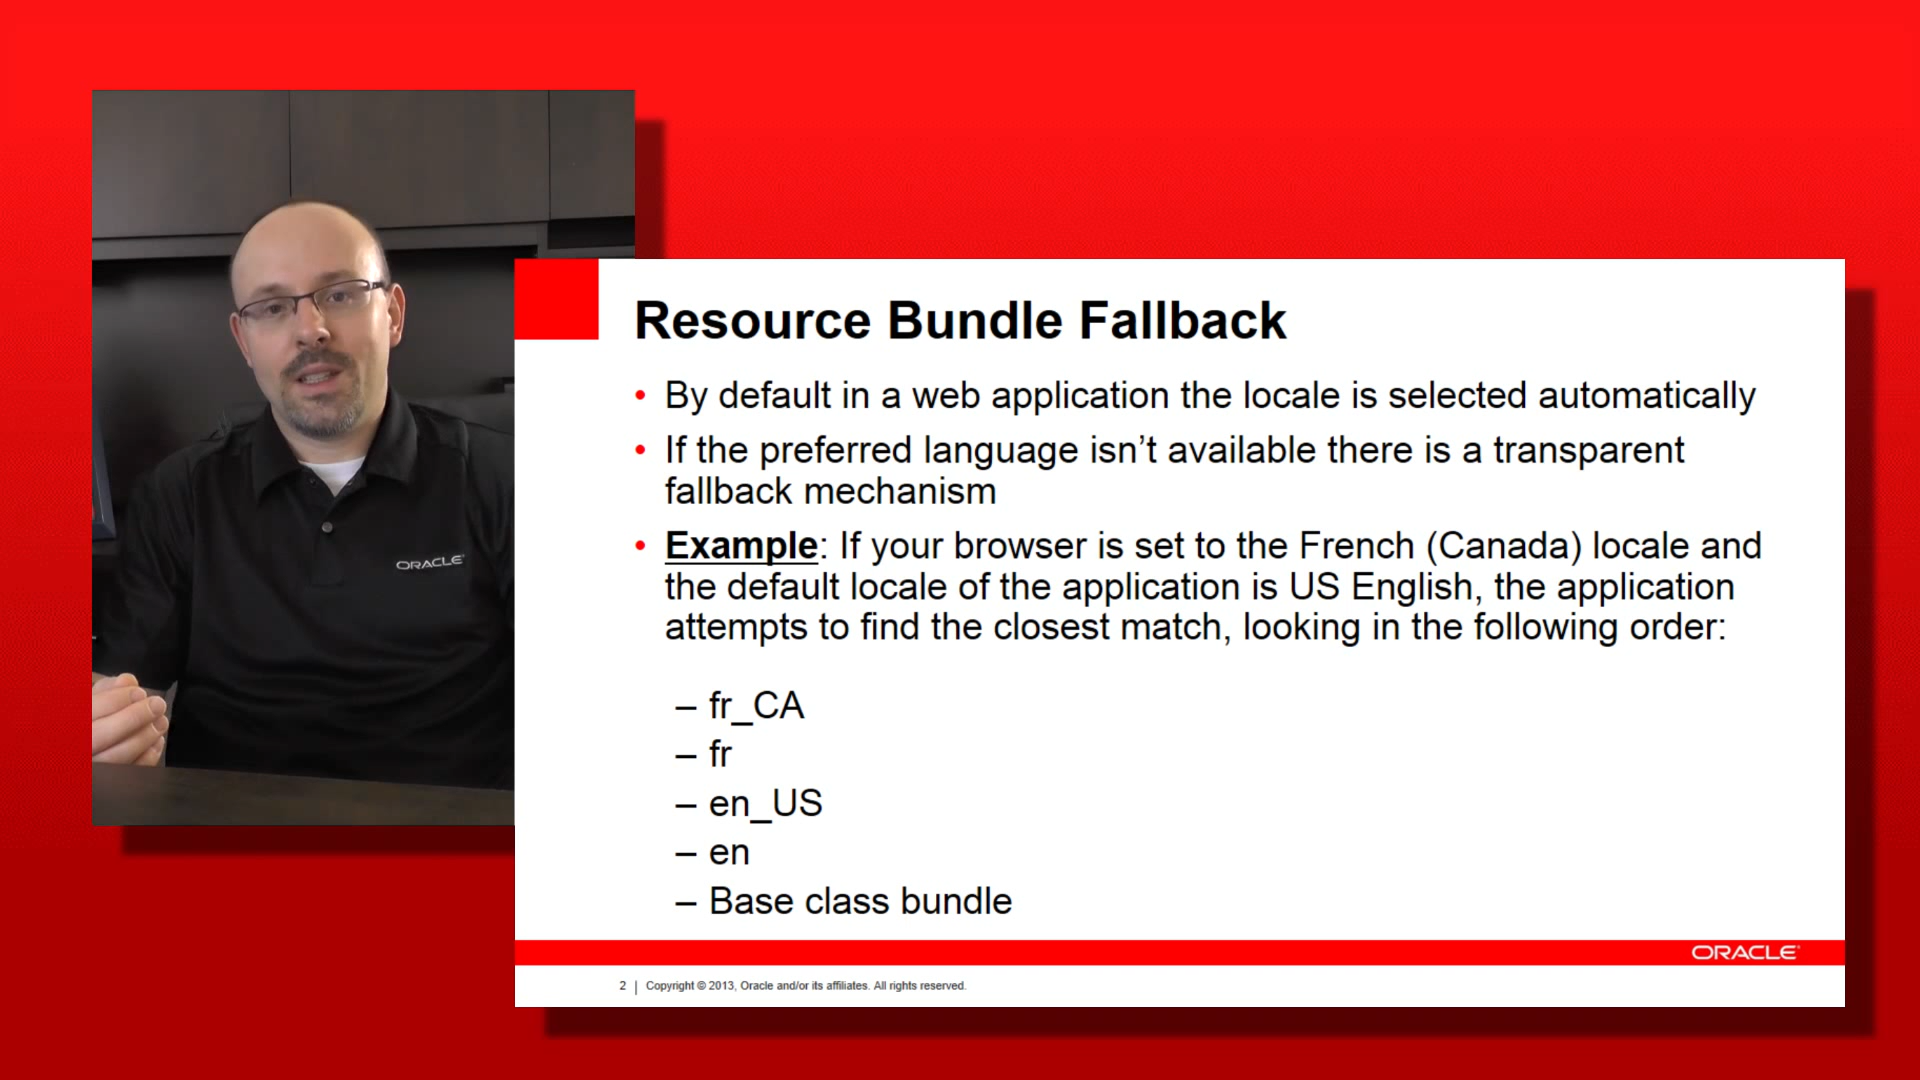 ORACLE
Resource Bundle Fallback
• By default in a web application the locale is selected automatically
• If the preferred language isn’t available there is a transparent
fallback mechanism
• Example: If your browser is set to the French (Canada) locale and
the default locale of the application is US English, the application
attempts to find the closest match, looking in the following order:
– fr_CA
– fr
– en_US
– en
– Base class bundle
ORACLE
2 | Copyright © 2013, Oracle and/or its affiliates. All rights reserved.